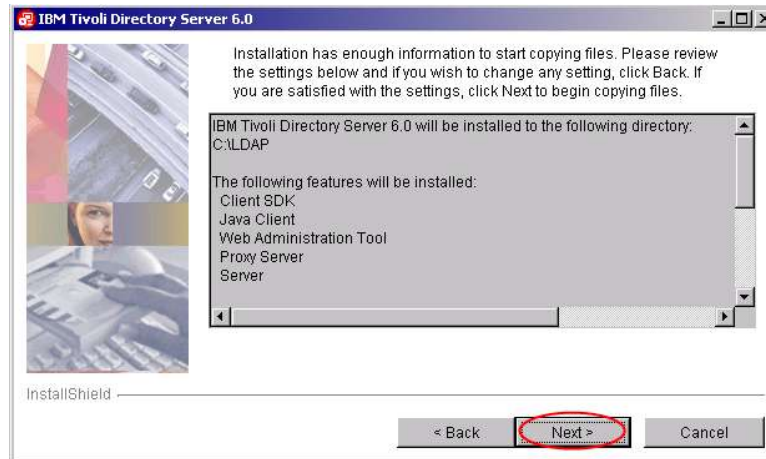 IBM Tivoli Directory Server 6.0
Installation has enough information to start copying files. Please review
the settings below and if you wish to change any setting, click Back. If
you are satisfied with the settings, click Next to begin copying files.
IBM Tivoli Directory Server 6.0 will be installed to the following directory:
C:\LDAP
The following features will be installed:
Client SDK
Java Client
Web Administration Tool
Proxy Server
Server
InstallShield
< Back
Next >
Cancel